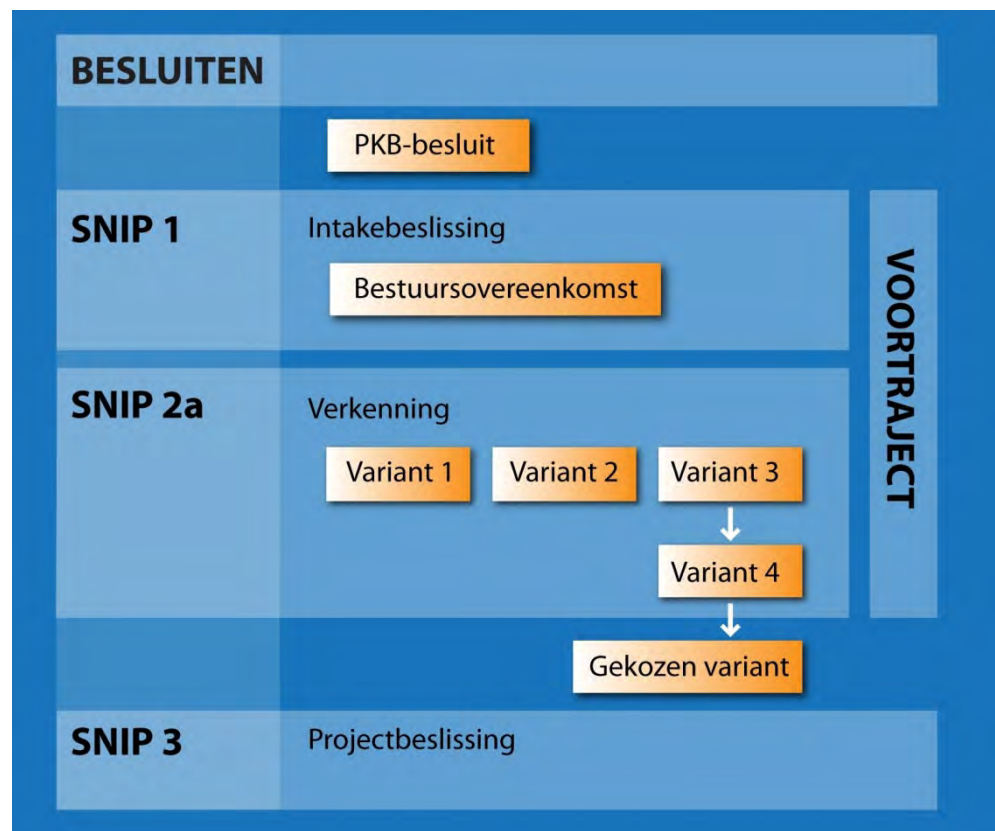 BESLUITEN
PKB-besluit
SNIP 1
Intakebeslissing
Bestuursovereenkomst
VOORTRAJECT
SNIP 2a
Verkenning
Variant 1
Variant 2
Variant 3
Variant 4
Gekozen variant
SNIP 3
Projectbeslissing